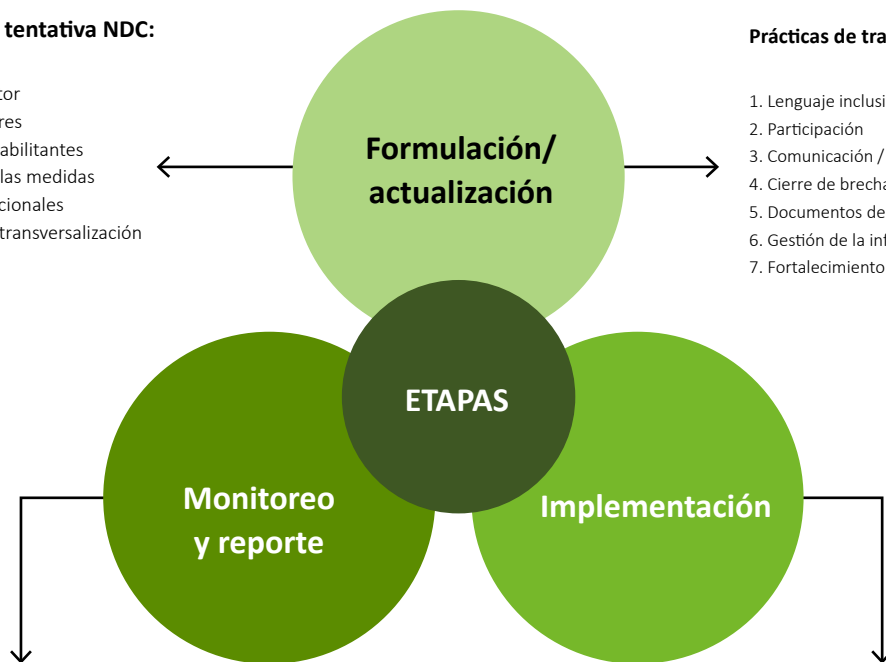 tentativa NDC:
tor
res
abilitantes
las medidas
cionales
transversalización
Formulación/
actualización
Prácticas de tra
1. Lenguaje inclusi
2. Participación
3. Comunicación /
4. Cierre de brecha
5. Documentos de
6. Gestión de la inf
7. Fortalecimiento
ETAPAS
Monitoreo
y reporte
Implementación